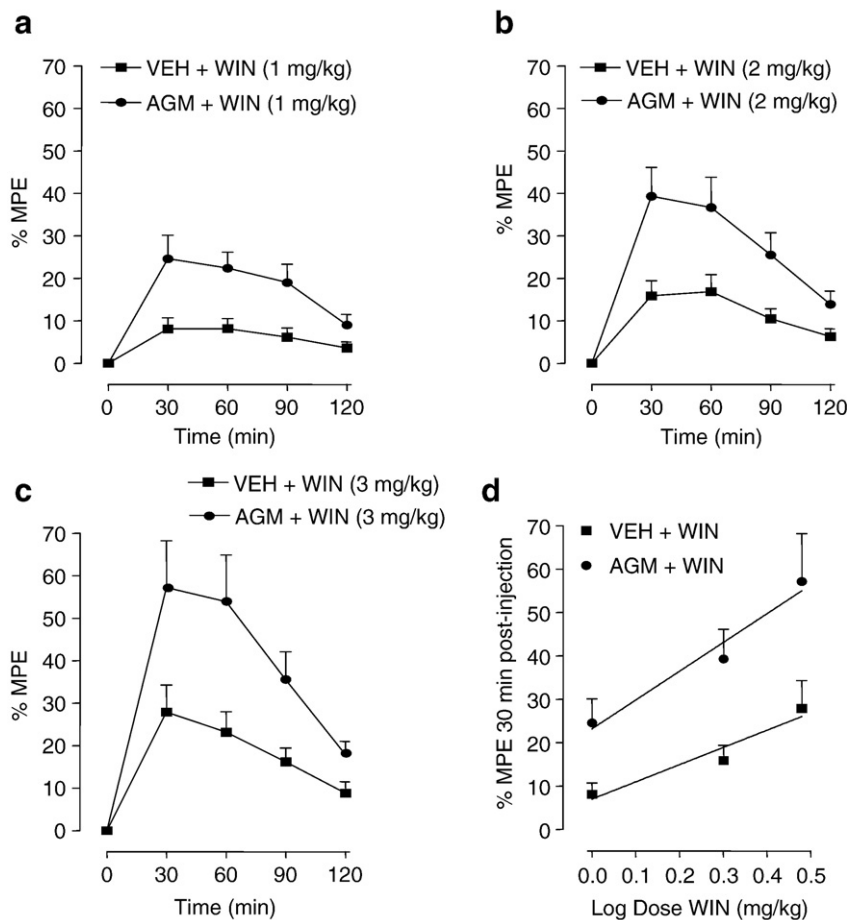 a
VEH + WIN (1 mg/kg)
AGM + WIN (1 mg/kg)
70
60
50
40
30
20
10
0
% MPE
0 30 60 90 120
Time (min)
b
VEH + WIN (2 mg/kg)
AGM + WIN (2 mg/kg)
70
60
50
40
30
20
10
0
% MPE
0 30 60 90 120
Time (min)
c
VEH + WIN (3 mg/kg)
AGM + WIN (3 mg/kg)
70
60
50
40
30
20
10
0
% MPE
0 30 60 90 120
Time (min)
d
VEH + WIN
AGM + WIN
70
60
50
40
30
20
10
0
% MPE 30 min post-injection
0.0 0.1 0.2 0.3 0.4 0.5
Log Dose WIN (mg/kg)